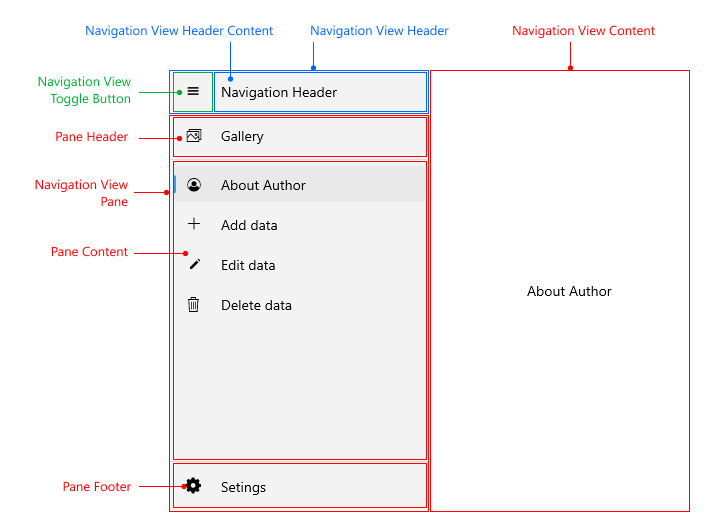 Navigation View Header Content
Navigation View Header
Navigation View Content
Navigation View
Toggle Button
Navigation Header
Pane Header
Gallery
Navigation View
Pane
About Author
Add data
Pane Content
Edit data
About Author
Delete data
Pane Footer
Setings